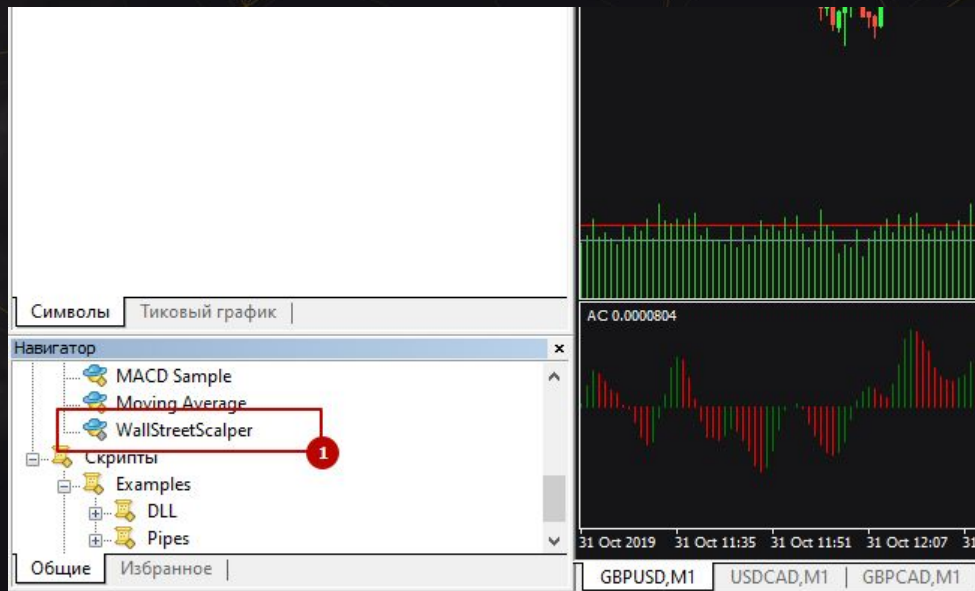 Символы
Тиковый график
Навигатор
x
MACD Sample
Moving Average
WallStreetScalper
1
Скрипты
Examples
DLL
Pipes
Общие
Избранное
AC 0.0000804
31 Oct 2019 31 Oct 11:35 31 Oct 11:51 31 Oct 12:07 31
GBPUSD,M1 USDCAD,M1 GBPCAD,M1